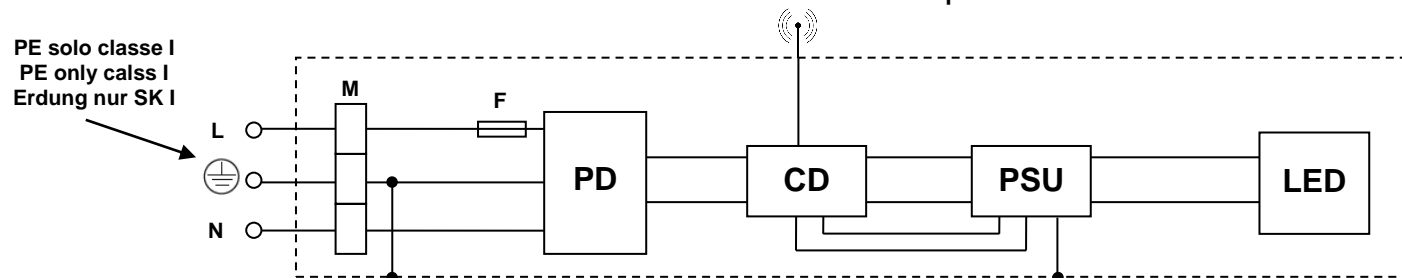 PE solo classe I
PE only calss I
Erdung nur SK I
M
F
L
N
PD
CD
PSU
LED